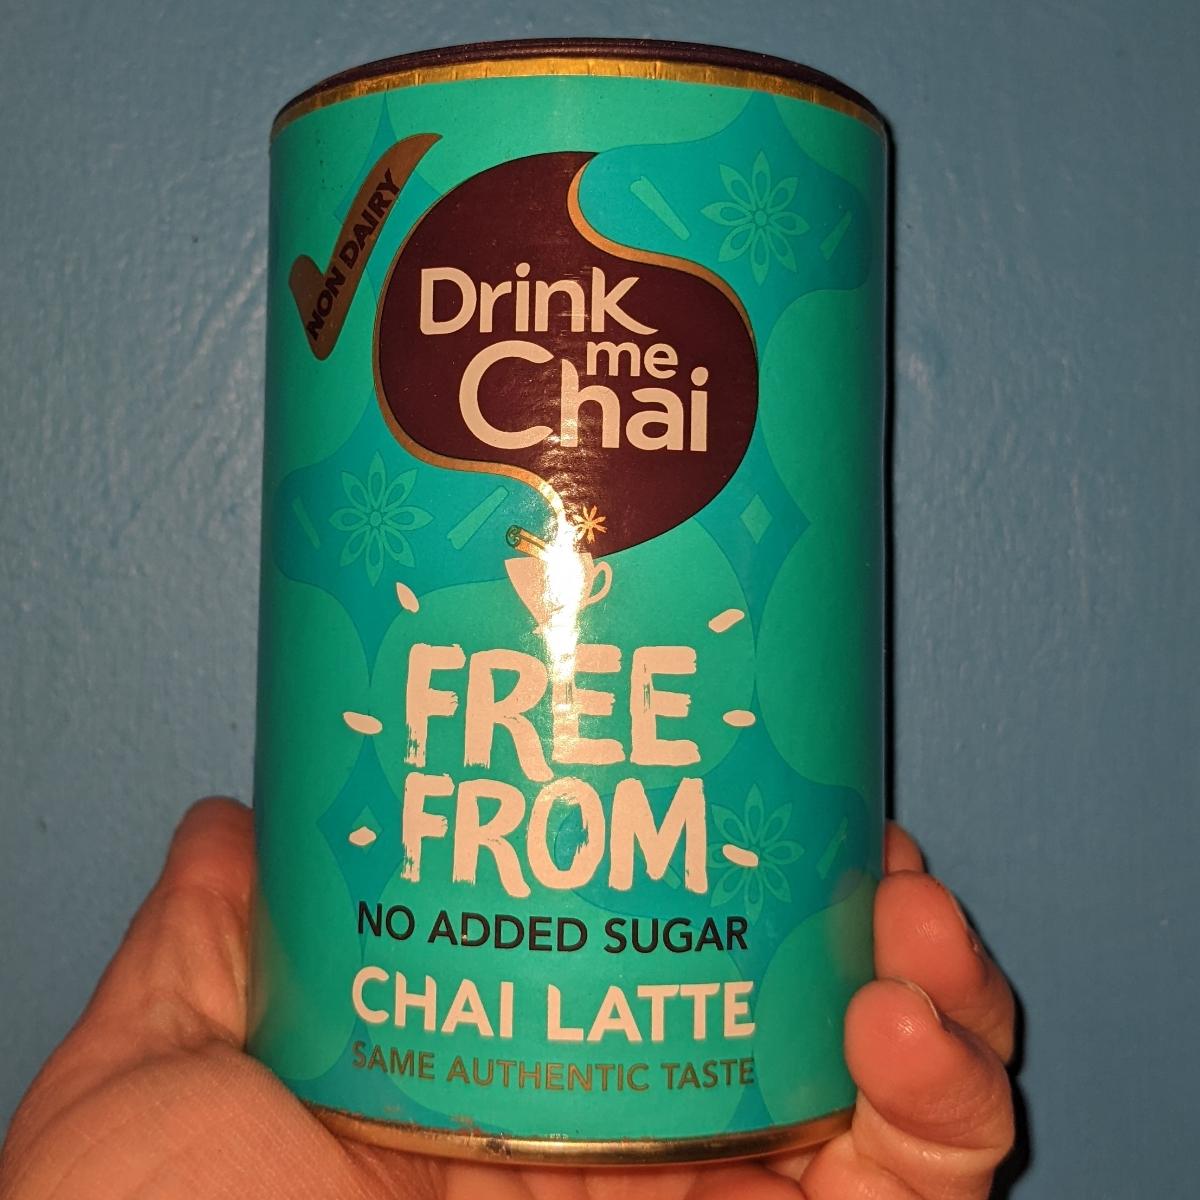 NON DAIRY
Drink
me
Chai
FREE
FROM
NO ADDED SUGAR
CHAI LATTE
SAME AUTHENTIC TASTE